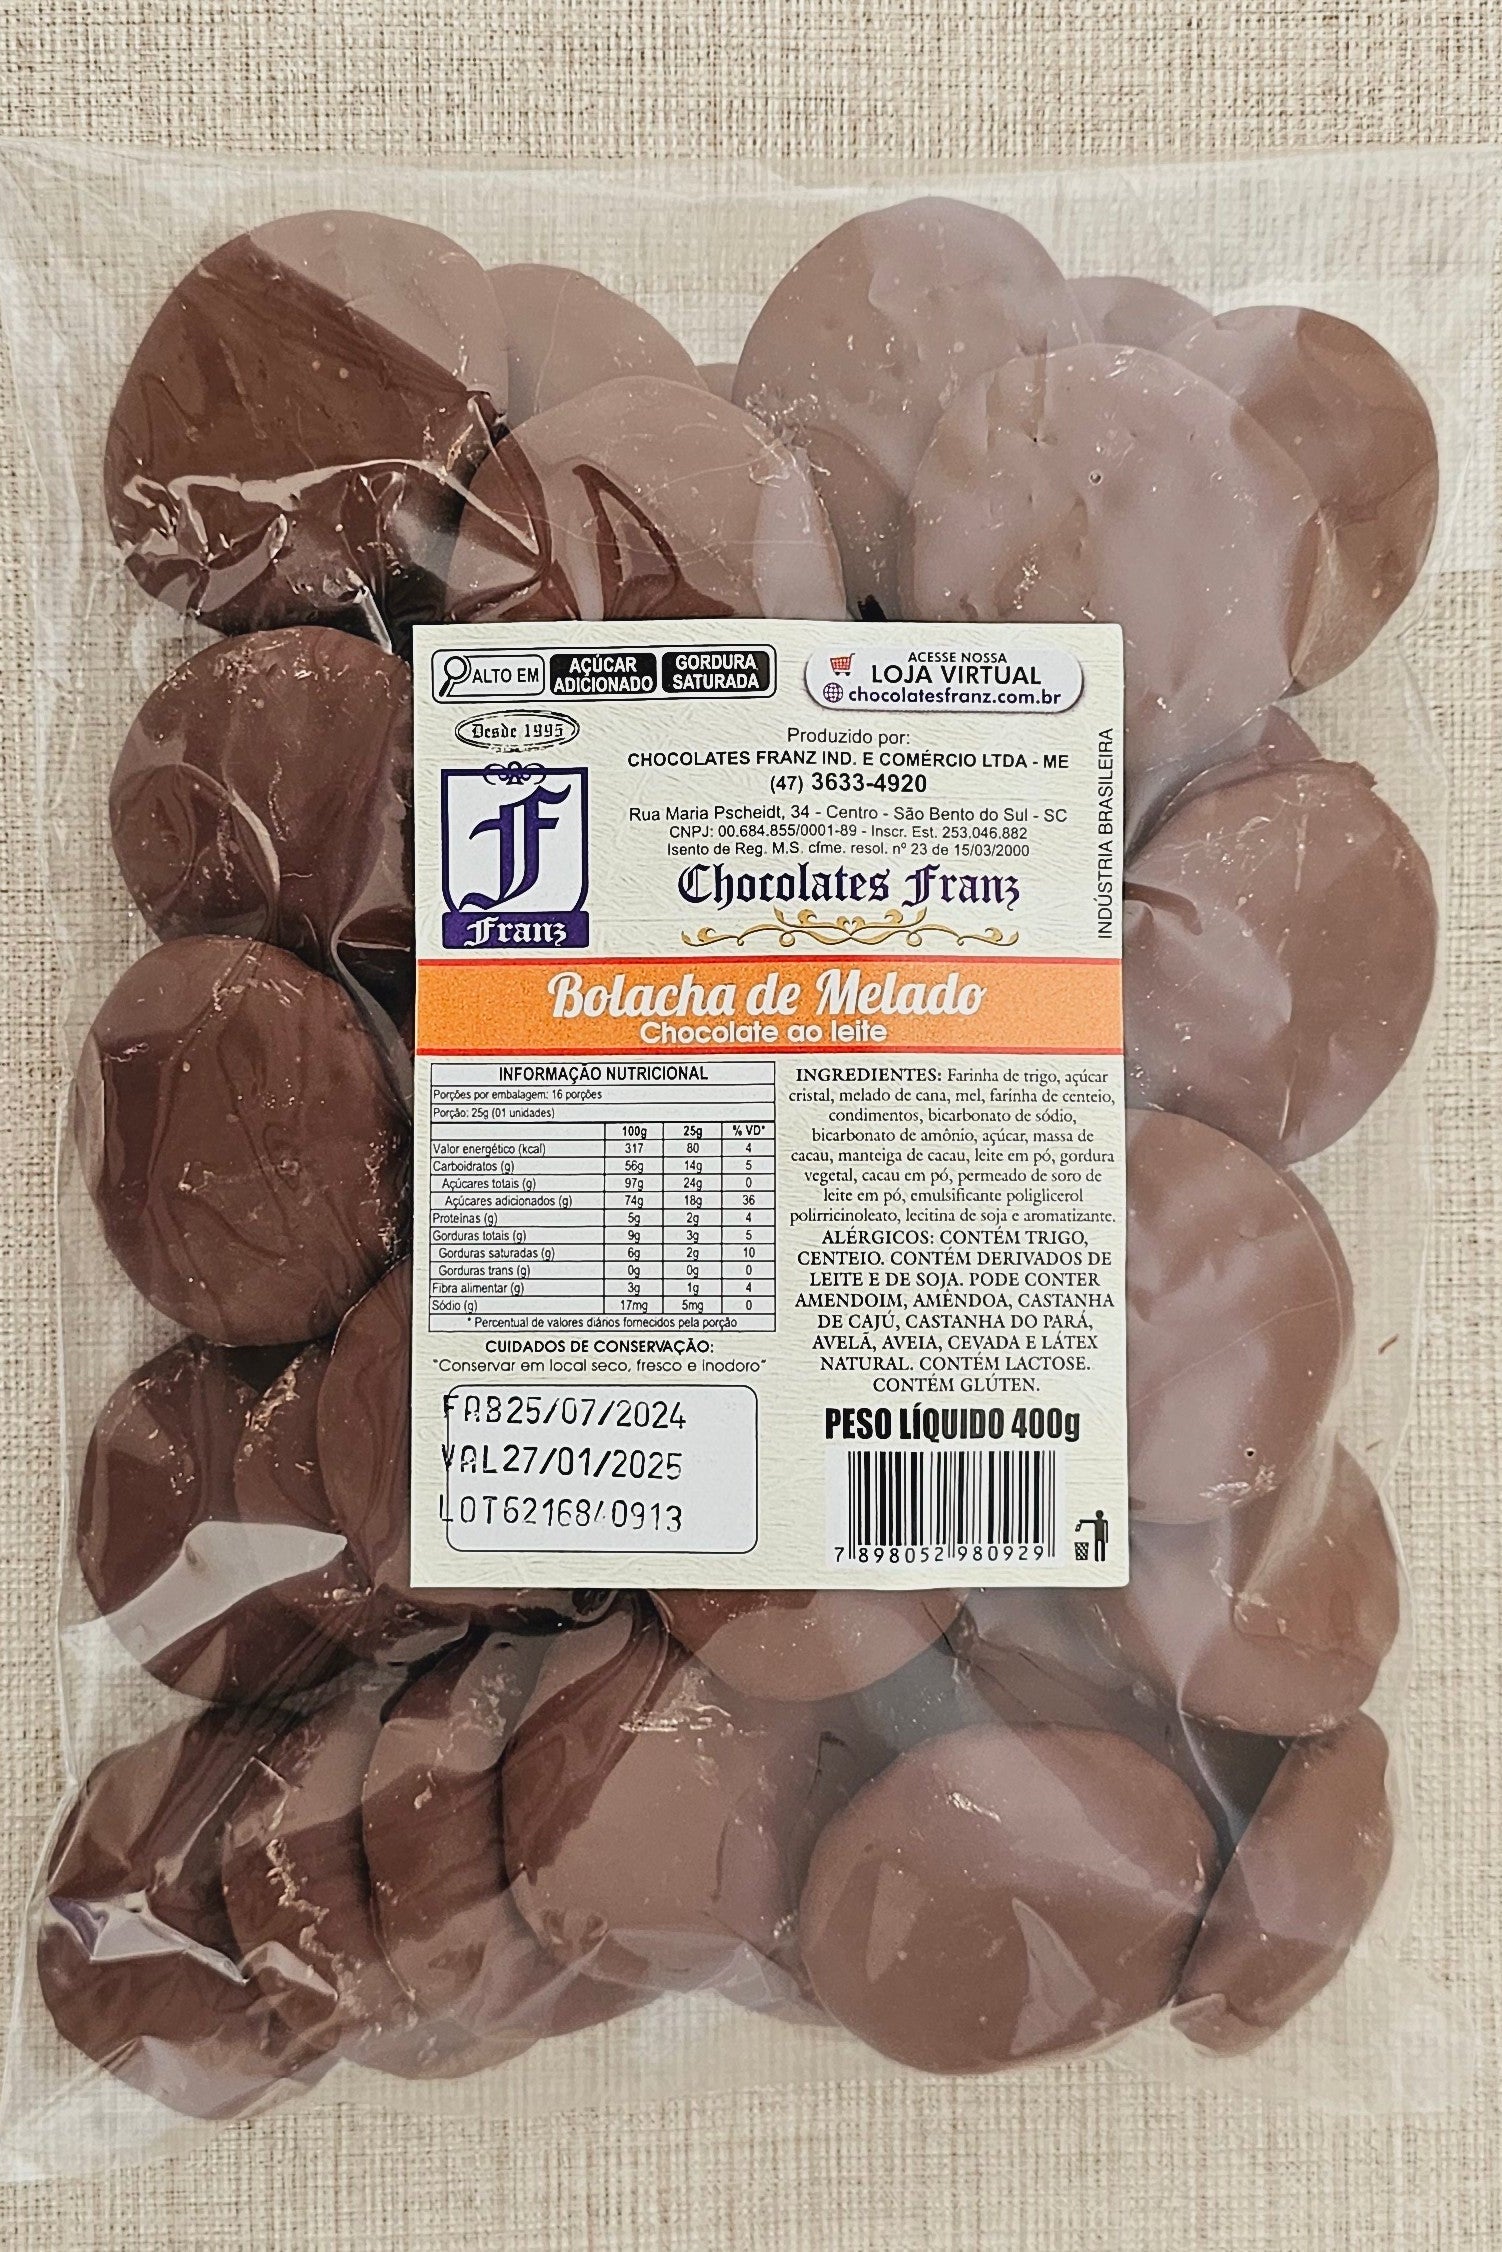 ALTO EM AÇÚCAR ADICIONADO GORDURA SATURADA
ACESSE NOSSA
LOJA VIRTUAL
chocolatesfranz.com.br
Desde 1995
Franz
Produzido por:
CHOCOLATES FRANZ IND. E COMÉRCIO LTDA - ME
(47) 3633-4920
Rua Maria Pscheidt, 34 - Centro - São Bento do Sul - SC
CNPJ: 00.684.855/0001-89 - Inscr. Est. 253.046.882
Isento de Reg. M.S. cfme. resol. nº 23 de 15/03/2000
Chocolates Franz
INDÚSTRIA BRASILEIRA
Bolacha de Melado
Chocolate ao leite
INFORMAÇÃO NUTRICIONAL
Porções por embalagem: 16 porções
Porção: 25g (01 unidades)
100g 25g % VD*
Valor energético (kcal) 317 80 4
Carboidratos (g) 56g 14g 5
Açúcares totais (g) 97g 24g 0
Açúcares adicionados (g) 74g 18g 36
Proteínas (g) 5g 2g 4
Gorduras totais (g) 9g 3g 5
Gorduras saturadas (g) 6g 2g 10
Gorduras trans (g) 0g 0g 0
Fibra alimentar (g) 3g 1g 4
Sódio (g) 17mg 5mg 0
* Percentual de valores diários fornecidos pela porção
CUIDADOS DE CONSERVAÇÃO:
"Conservar em local seco, fresco e inodoro"
FAB25/07/2024
VAL27/01/2025
INGREDIENTES: Farinha de trigo, açúcar
cristal, melado de cana, mel, farinha de centeio,
condimentos, bicarbonato de sódio,
bicarbonato de amônio, açúcar, massa de
cacau, manteiga de cacau, leite em pó, gordura
vegetal, cacau em pó, permeado de soro de
leite em pó, emulsificante poliglicerol
polirricinoleato, lecitina de soja e aromatizante.
ALÉRGICOS: CONTÉM TRIGO,
CENTEIO. CONTÉM DERIVADOS DE
LEITE E DE SOJA. PODE CONTER
AMENDOIM, AMÊNDOA, CASTANHA
DE CAJÚ, CASTANHA DO PARÁ,
AVELÃ, AVEIA, CEVADA E LÁTEX
NATURAL. CONTÉM LACTOSE.
CONTÉM GLÚTEN.
PESO LÍQUIDO 400g
7 898052 980929